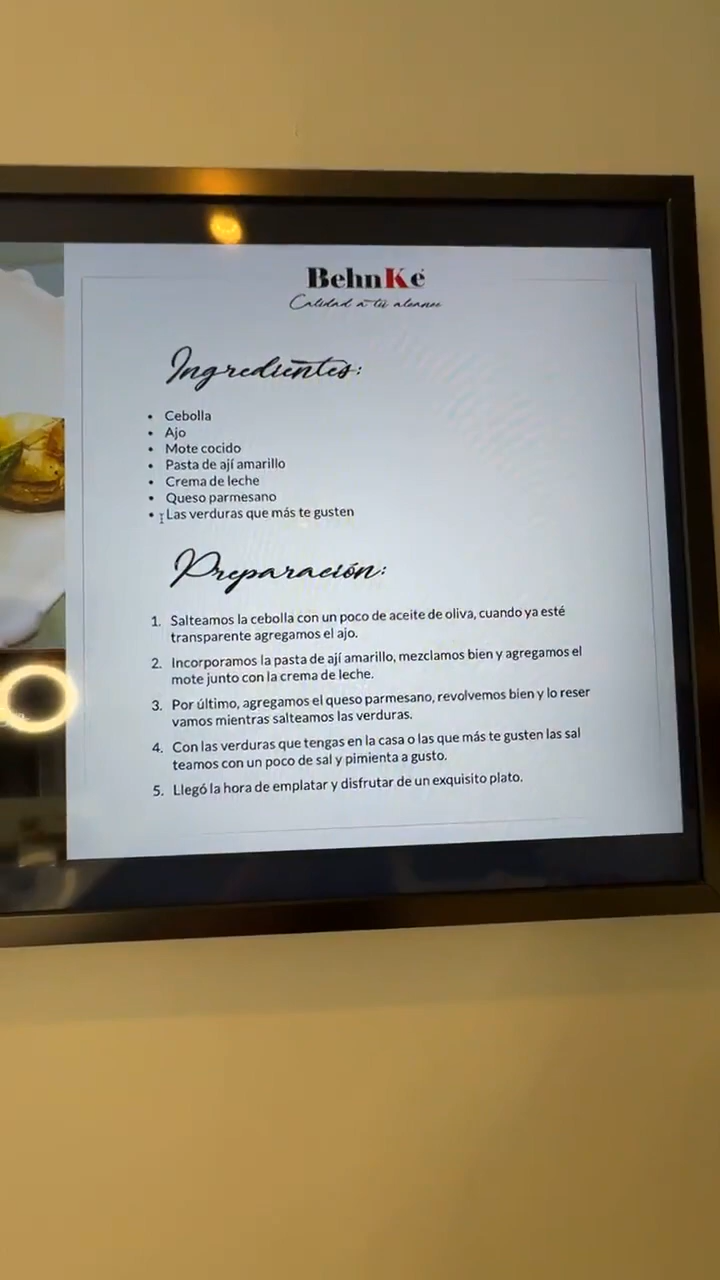 BehnKé
Calidad a tú alcance
Ingredientes:
• Cebolla
• Ajo
• Mote cocido
• Pasta de ají amarillo
• Crema de leche
• Queso parmesano
• Las verduras que más te gusten
Preparación:
1. Salteamos la cebolla con un poco de aceite de oliva, cuando ya esté
transparente agregamos el ajo.
2. Incorporamos la pasta de ají amarillo, mezclamos bien y agregamos el
mote junto con la crema de leche.
3. Por último, agregamos el queso parmesano, revolvemos bien y lo reser
vamos mientras salteamos las verduras.
4. Con las verduras que tengas en la casa o las que más te gusten las sal
teamos con un poco de sal y pimienta a gusto.
5. Llegó la hora de emplatar y disfrutar de un exquisito plato.